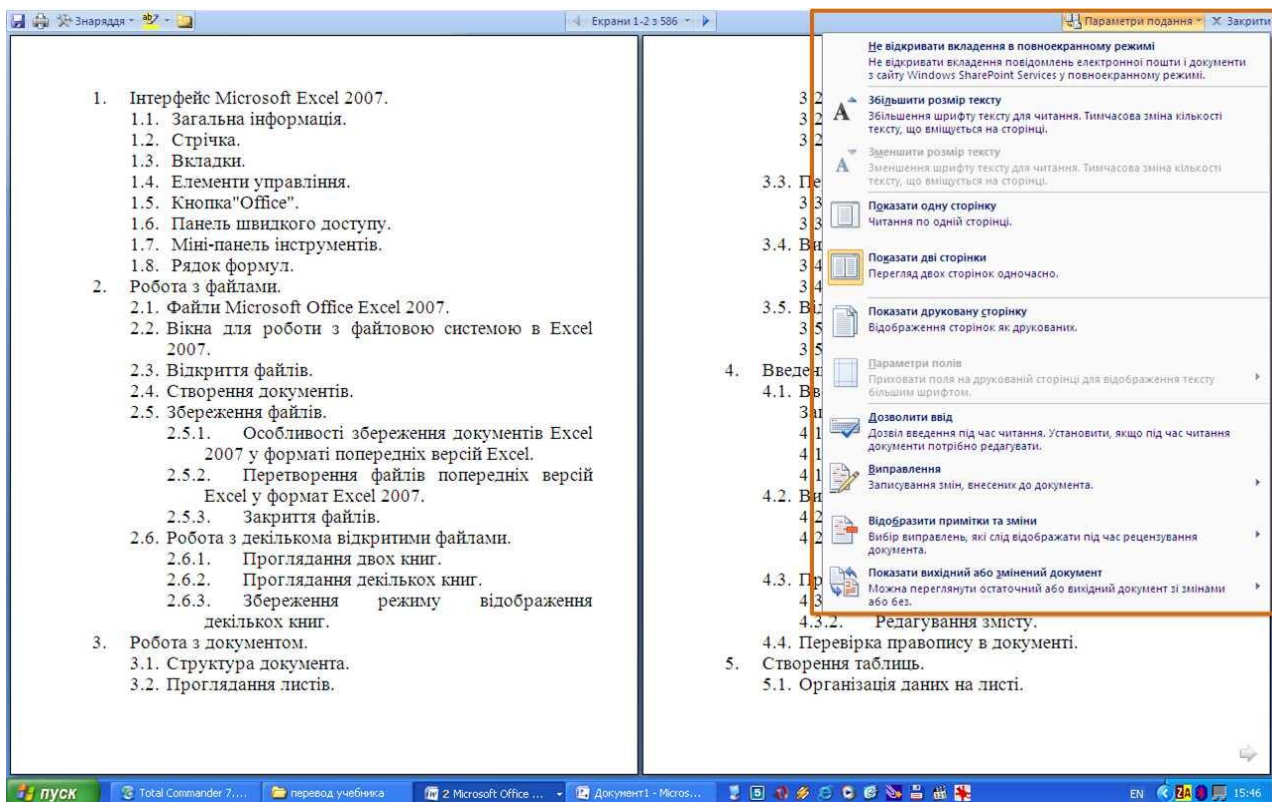 Знаряддя
Екрани 1-2 з 586
Параметри подання
Закрити
1. Інтерфейс Microsoft Excel 2007.
1.1. Загальна інформація.
1.2. Стрічка.
1.3. Вкладки.
1.4. Елементи управління.
1.5. Кнопка"Office".
1.6. Панель швидкого доступу.
1.7. Міні-панель інструментів.
1.8. Рядок формул.
2. Робота з файлами.
2.1. Файли Microsoft Office Excel 2007.
2.2. Вікна для роботи з файловою системою в Excel
2007.
2.3. Відкриття файлів.
2.4. Створення документів.
2.5. Збереження файлів.
2.5.1. Особливості збереження документів Excel
2007 у форматі попередніх версій Excel.
2.5.2. Перетворення файлів попередніх версій
Excel у формат Excel 2007.
2.5.3. Закриття файлів.
2.6. Робота з декількома відкритими файлами.
2.6.1. Проглядання двох книг.
2.6.2. Проглядання декількох книг.
2.6.3. Збереження режиму відображення
декількох книг.
3. Робота з документом.
3.1. Структура документа.
3.2. Проглядання листів.
3.3.
3.4.
3.5.
4.
4.1.
4.2.
4.3.
4.3.2. Редагування змісту.
4.4. Перевірка правопису в документі.
5. Створення таблиць.
5.1. Організація даних на листі.
Не відкривати вкладення в повноекранному режимі
Не відкривати вкладення повідомлень електронної пошти і документи
з сайту Windows SharePoint Services у повноекранному режимі.
Збільшити розмір тексту
Збільшення шрифту тексту для читання. Тимчасова зміна кількості
тексту, що вміщується на сторінці.
Зменшити розмір тексту
Зменшення шрифту тексту для читання. Тимчасова зміна кількості
тексту, що вміщується на сторінці.
Показати одну сторінку
Читання по одній сторінці.
Показати дві сторінки
Перегляд двох сторінок одночасно.
Показати друковану сторінку
Відображення сторінок як друкованих.
Параметри полів
Приховати поля на друкованій сторінці для відображення тексту
більшим шрифтом.
Дозволити ввід
Дозвіл введення під час читання. Установити, якщо під час читання
документи потрібно редагувати.
Виправлення
Записування змін, внесених до документа.
Відобразити примітки та зміни
Вибір виправлень, які слід відображати під час рецензування
документа.
Показати вихідний або змінений документ
Можна переглянути остаточний або вихідний документ зі змінами
або без.
пуск
Total Commander 7....
перевод учебника
2 Microsoft Office ...
Документ1 - Micros...
EN
ZA
15:46